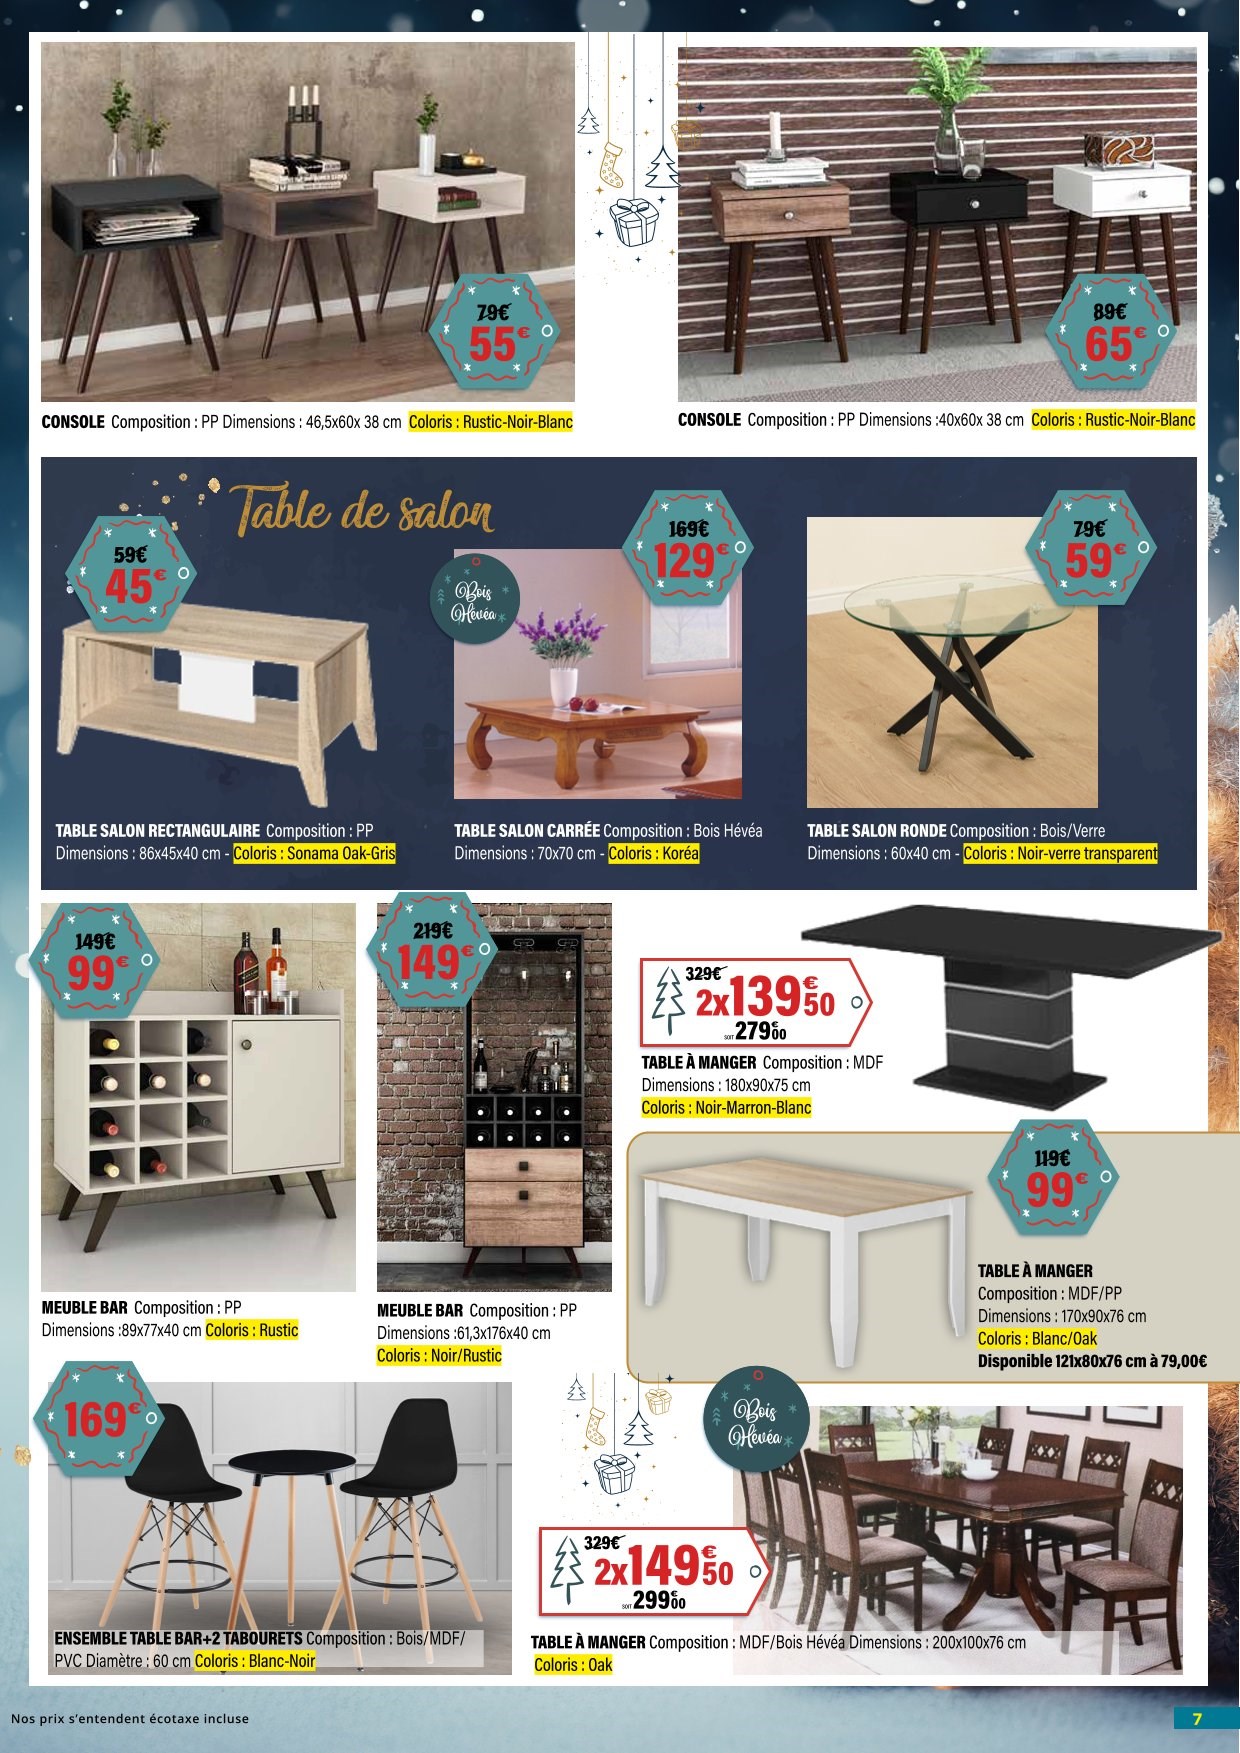 79€
55€
CONSOLE Composition : PP Dimensions : 46,5x60x 38 cm Coloris : Rustic-Noir-Blanc
89€
65€
CONSOLE Composition : PP Dimensions :40x60x 38 cm Coloris : Rustic-Noir-Blanc
Table de salon
59€
45€
TABLE SALON RECTANGULAIRE Composition : PP
Dimensions : 86x45x40 cm - Coloris : Sonama Oak-Gris
Bois
Hévéa
169€
129€
TABLE SALON CARRÉE Composition : Bois Hévéa
Dimensions : 70x70 cm - Coloris : Koréa
79€
59€
TABLE SALON RONDE Composition : Bois/Verre
Dimensions : 60x40 cm - Coloris : Noir-verre transparent
149€
99€
MEUBLE BAR Composition : PP
Dimensions :89x77x40 cm Coloris : Rustic
219€
149€
MEUBLE BAR Composition : PP
Dimensions :61,3x176x40 cm
Coloris : Noir/Rustic
329€
2x139€50
soit 279€00
TABLE À MANGER Composition : MDF
Dimensions : 180x90x75 cm
Coloris : Noir-Marron-Blanc
119€
99€
TABLE À MANGER
Composition : MDF/PP
Dimensions : 170x90x76 cm
Coloris : Blanc/Oak
Disponible 121x80x76 cm à 79,00€
169€
ENSEMBLE TABLE BAR+2 TABOURETS Composition : Bois/MDF/
PVC Diamètre : 60 cm Coloris : Blanc-Noir
Bois
Hévéa
329€
2x149€50
soit 299€00
TABLE À MANGER Composition : MDF/Bois Hévéa Dimensions : 200x100x76 cm
Coloris : Oak
Nos prix s'entendent écotaxe incluse
7